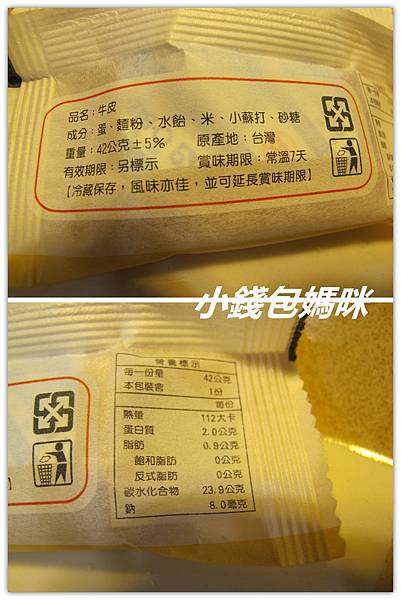 品名：牛皮
成分：蛋、麵粉、水飴、米、小蘇打、砂糖
重量：42公克±5%　原產地：台灣
有效期限：另標示　賞味期限：常溫7天
【冷藏保存，風味亦佳，並可延長賞味期限】
小錢包媽咪
營養標示
每一份量 42公克
本包裝含 1份
每份
熱量 112大卡
蛋白質 2.0公克
脂肪 0.9公克
飽和脂肪 0公克
反式脂肪 0公克
碳水化合物 23.9公克
鈉 8.0毫克